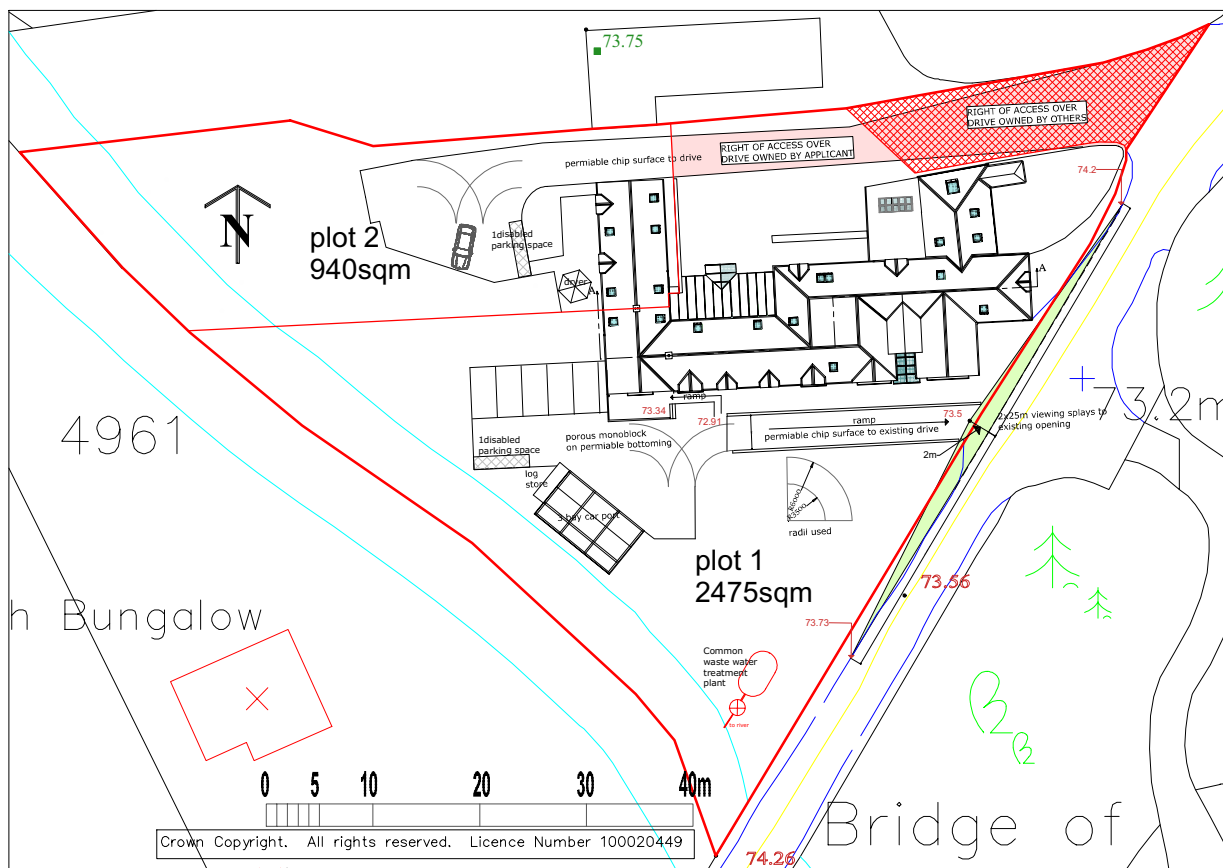 73.75
RIGHT OF ACCESS OVER
DRIVE OWNED BY OTHERS
RIGHT OF ACCESS OVER
DRIVE OWNED BY APPLICANT
permiable chip surface to drive
74.2
N
plot 2
940sqm
1disabled
parking space
dryer
A
A
4961
73.2m
ramp
73.34
72.91
73.5
ramp
permiable chip surface to existing drive
2x25m viewing splays to
existing opening
2m
1disabled
parking space
porous monoblock
on permiable bottoming
log
store
3 bay car port
R6000
R3500
radii used
plot 1
2475sqm
73.56
h Bungalow
73.73
Common
waste water
treatment
plant
to river
0 5 10 20 30 40m
Crown Copyright. All rights reserved. Licence Number 100020449
Bridge of
74.26